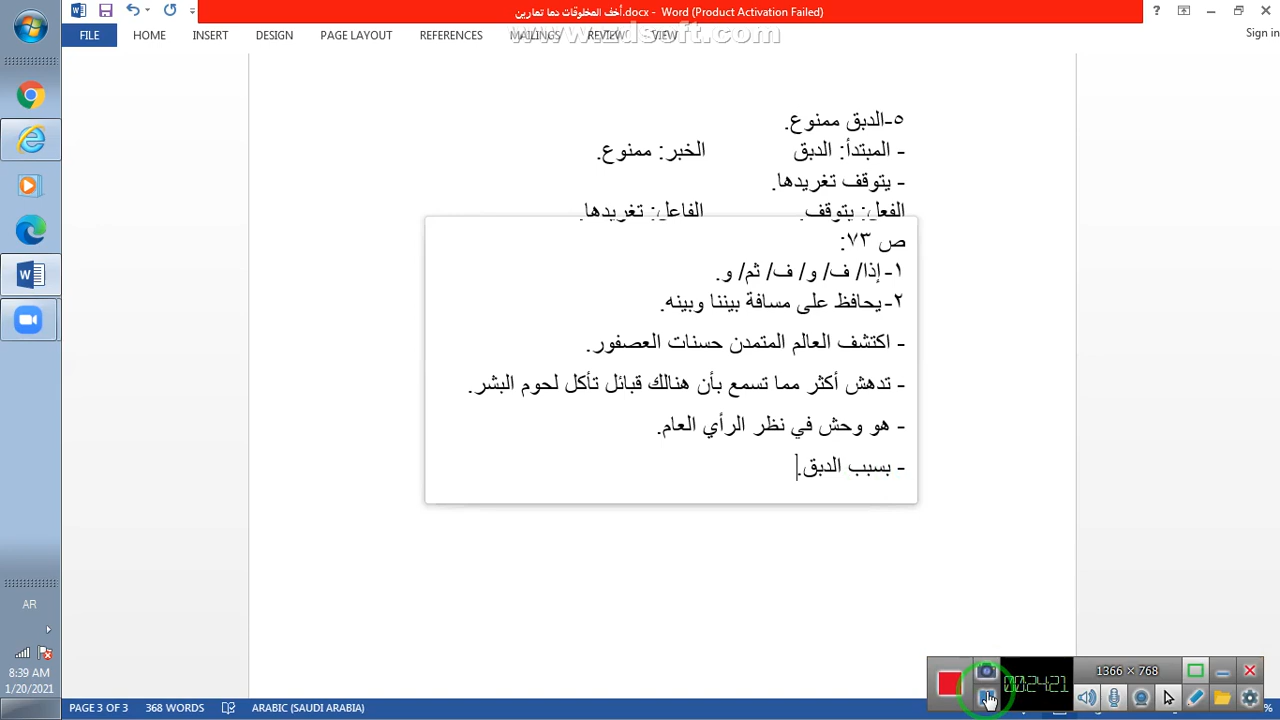 أخف المخلوقات دما تمارين.docx - Word (Product Activation Failed)
FILE HOME INSERT DESIGN PAGE LAYOUT REFERENCES MAILINGS REVIEW VIEW
Sign in
www.zdsoft.com
٥-الدبق ممنوع.
- المبتدأ: الدبق الخبر: ممنوع.
- يتوقف تغريدها.
الفعل: يتوقف. الفاعل: تغريدها.
ص ٧٣:
١-إذا/ ف/ و/ ف/ ثم/ و.
٢-يحافظ على مسافة بيننا وبينه.
- اكتشف العالم المتمدن حسنات العصفور.
- تدهش أكثر مما تسمع بأن هنالك قبائل تأكل لحوم البشر.
- هو وحش في نظر الرأي العام.
- بسبب الدبق.
AR
8:39 AM
1/20/2021
00:24:21
1366 × 768
PAGE 3 OF 3 368 WORDS ARABIC (SAUDI ARABIA)
%